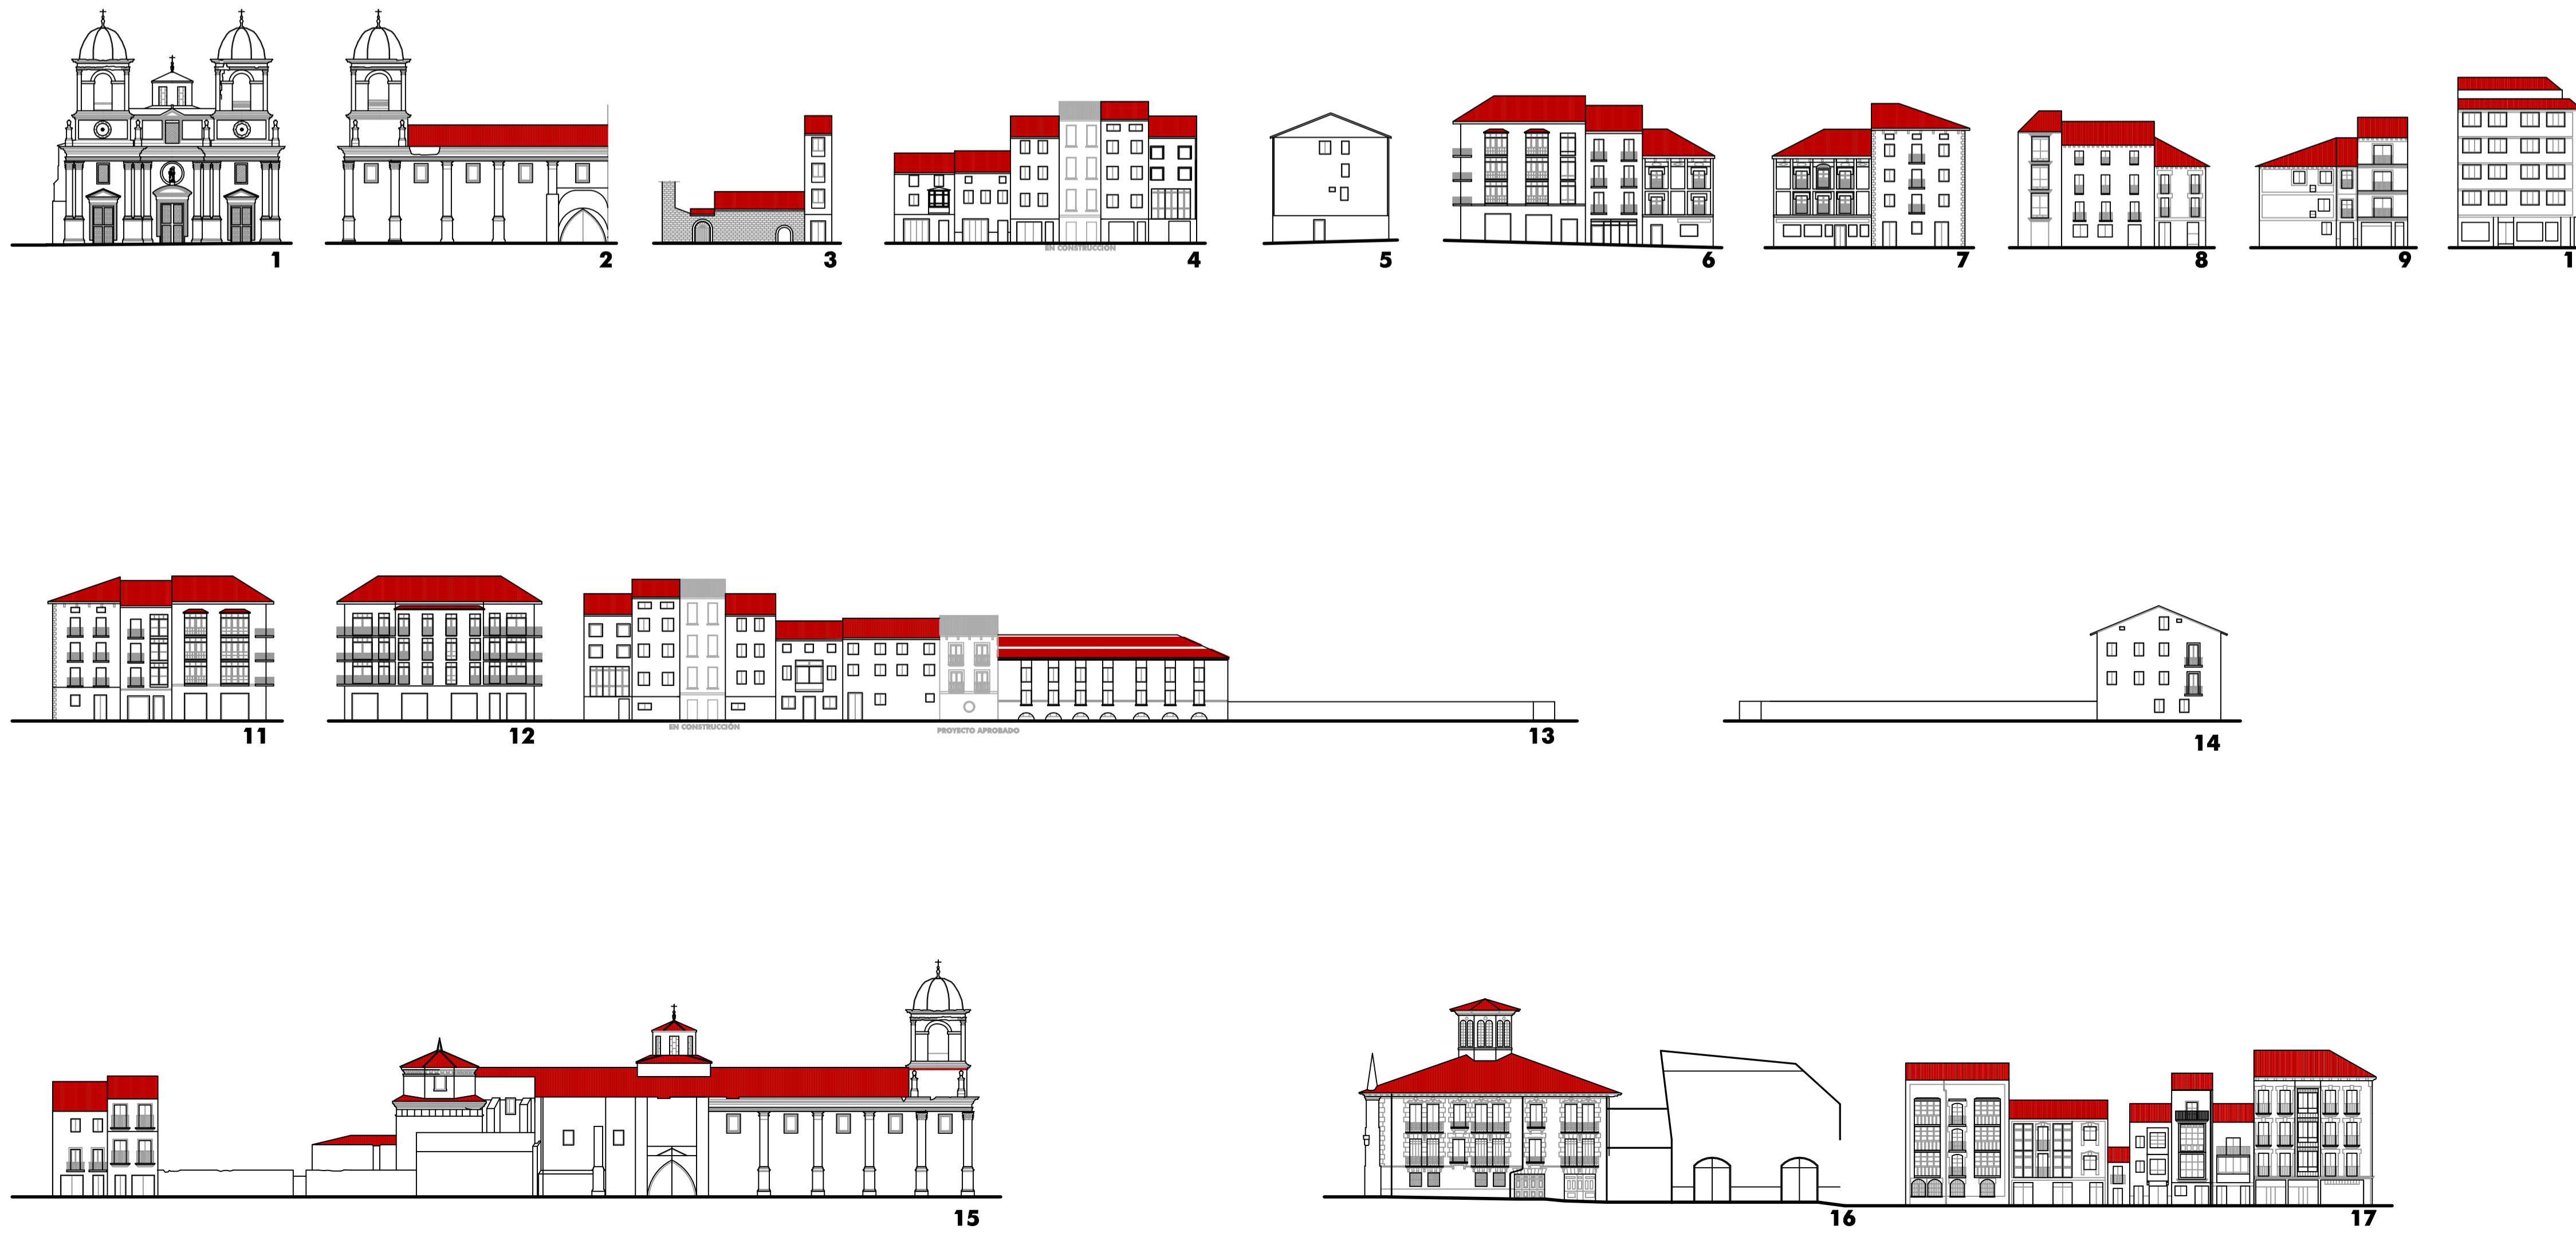 1 2 3 4 5 6 7 8 9 1
EN CONSTRUCCIÓN
11 12 13 14
EN CONSTRUCCIÓN
PROYECTO APROBADO
15 16 17